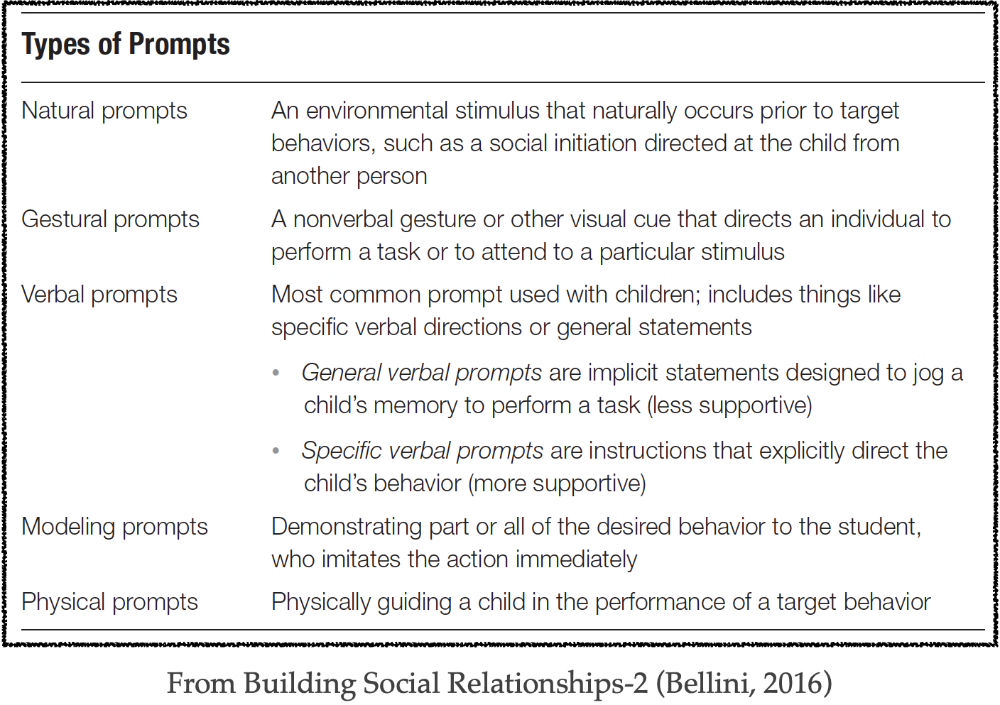 Types of Prompts
Natural prompts
An environmental stimulus that naturally occurs prior to target
behaviors, such as a social initiation directed at the child from
another person
Gestural prompts
A nonverbal gesture or other visual cue that directs an individual to
perform a task or to attend to a particular stimulus
Verbal prompts
Most common prompt used with children; includes things like
specific verbal directions or general statements
• General verbal prompts are implicit statements designed to jog a
child’s memory to perform a task (less supportive)
• Specific verbal prompts are instructions that explicitly direct the
child’s behavior (more supportive)
Modeling prompts
Demonstrating part or all of the desired behavior to the student,
who imitates the action immediately
Physical prompts
Physically guiding a child in the performance of a target behavior
From Building Social Relationships-2 (Bellini, 2016)